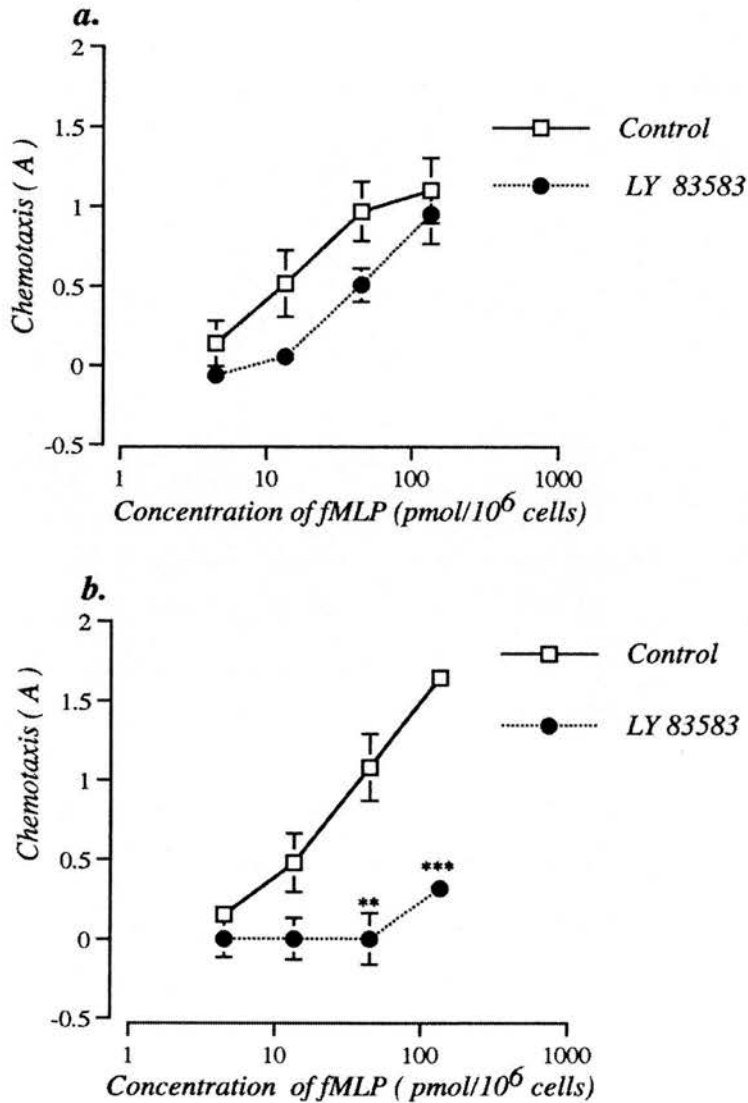 a.
2
1.5
1
0.5
0
-0.5
Chemotaxis ( A )
Control
LY 83583
1 10 100 1000
Concentration of fMLP (pmol/10⁶ cells)
b.
2
1.5
1
0.5
0
-0.5
Chemotaxis ( A )
Control
LY 83583
***
**
1 10 100 1000
Concentration of fMLP ( pmol/10⁶ cells)